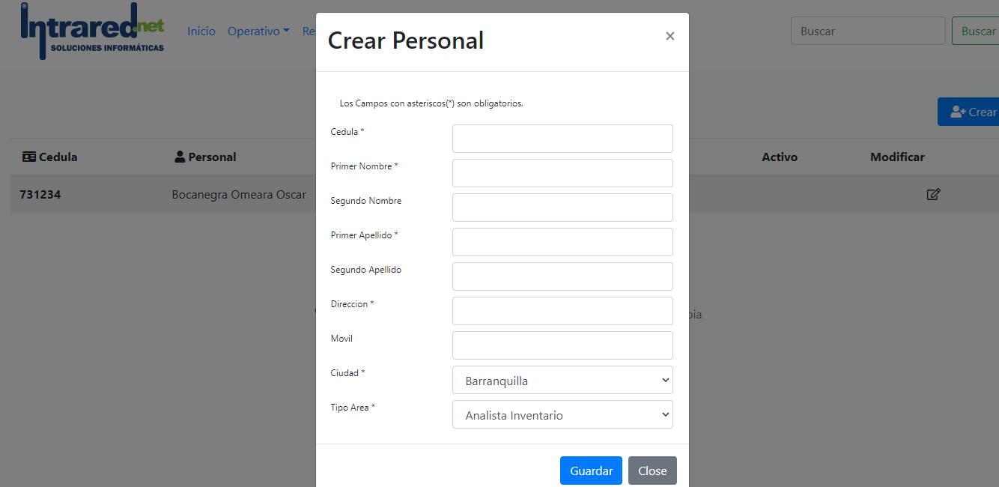 Intrared.net
SOLUCIONES INFORMÁTICAS
Inicio
Operativo
Re
Buscar
Buscar
Crear Personal
×
Los Campos con asteriscos(*) son obligatorios.
Crear
Cedula *
Primer Nombre *
Segundo Nombre
Primer Apellido *
Segundo Apellido
Direccion *
Movil
Ciudad *
Barranquilla
Tipo Area *
Analista Inventario
Guardar
Close
Cedula
Personal
Activo
Modificar
731234
Bocanegra Omeara Oscar
bia